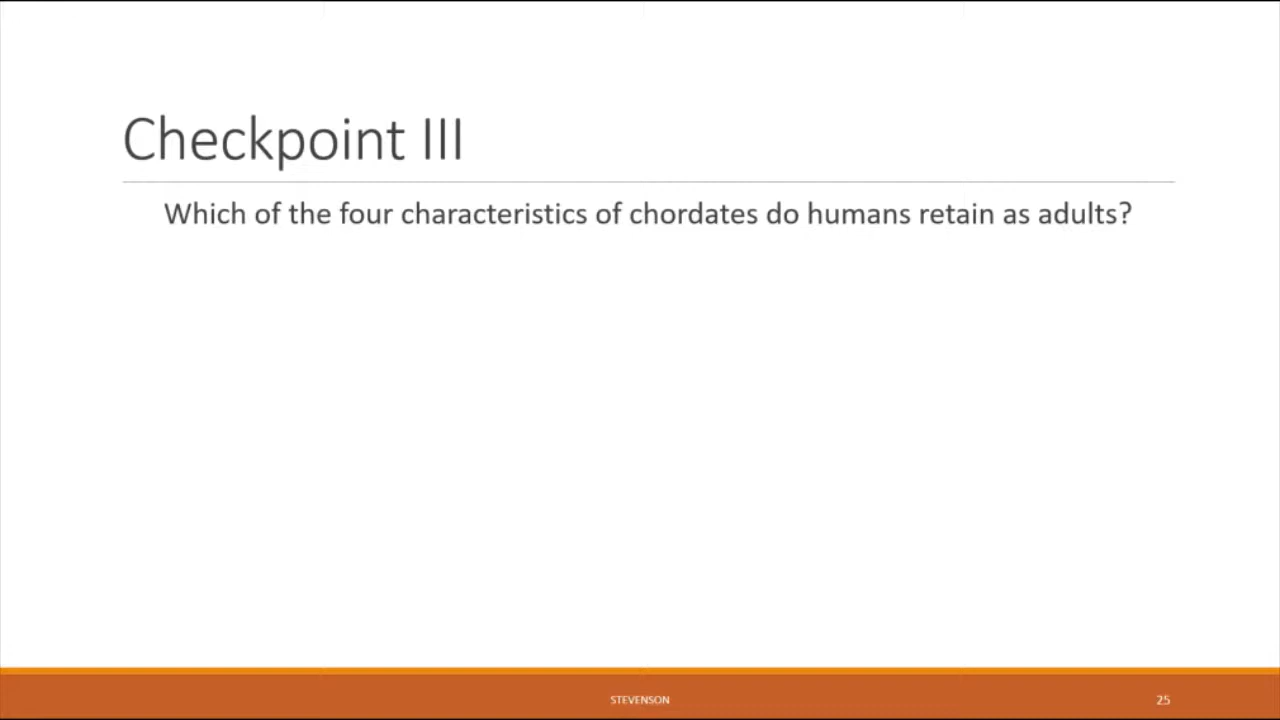 Checkpoint III
Which of the four characteristics of chordates do humans retain as adults?
STEVENSON
25